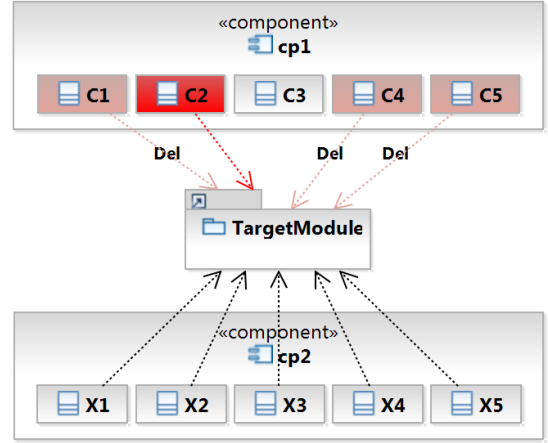 «component»
cp1
C1 C2 C3 C4 C5
Del Del Del
TargetModule
«component»
cp2
X1 X2 X3 X4 X5